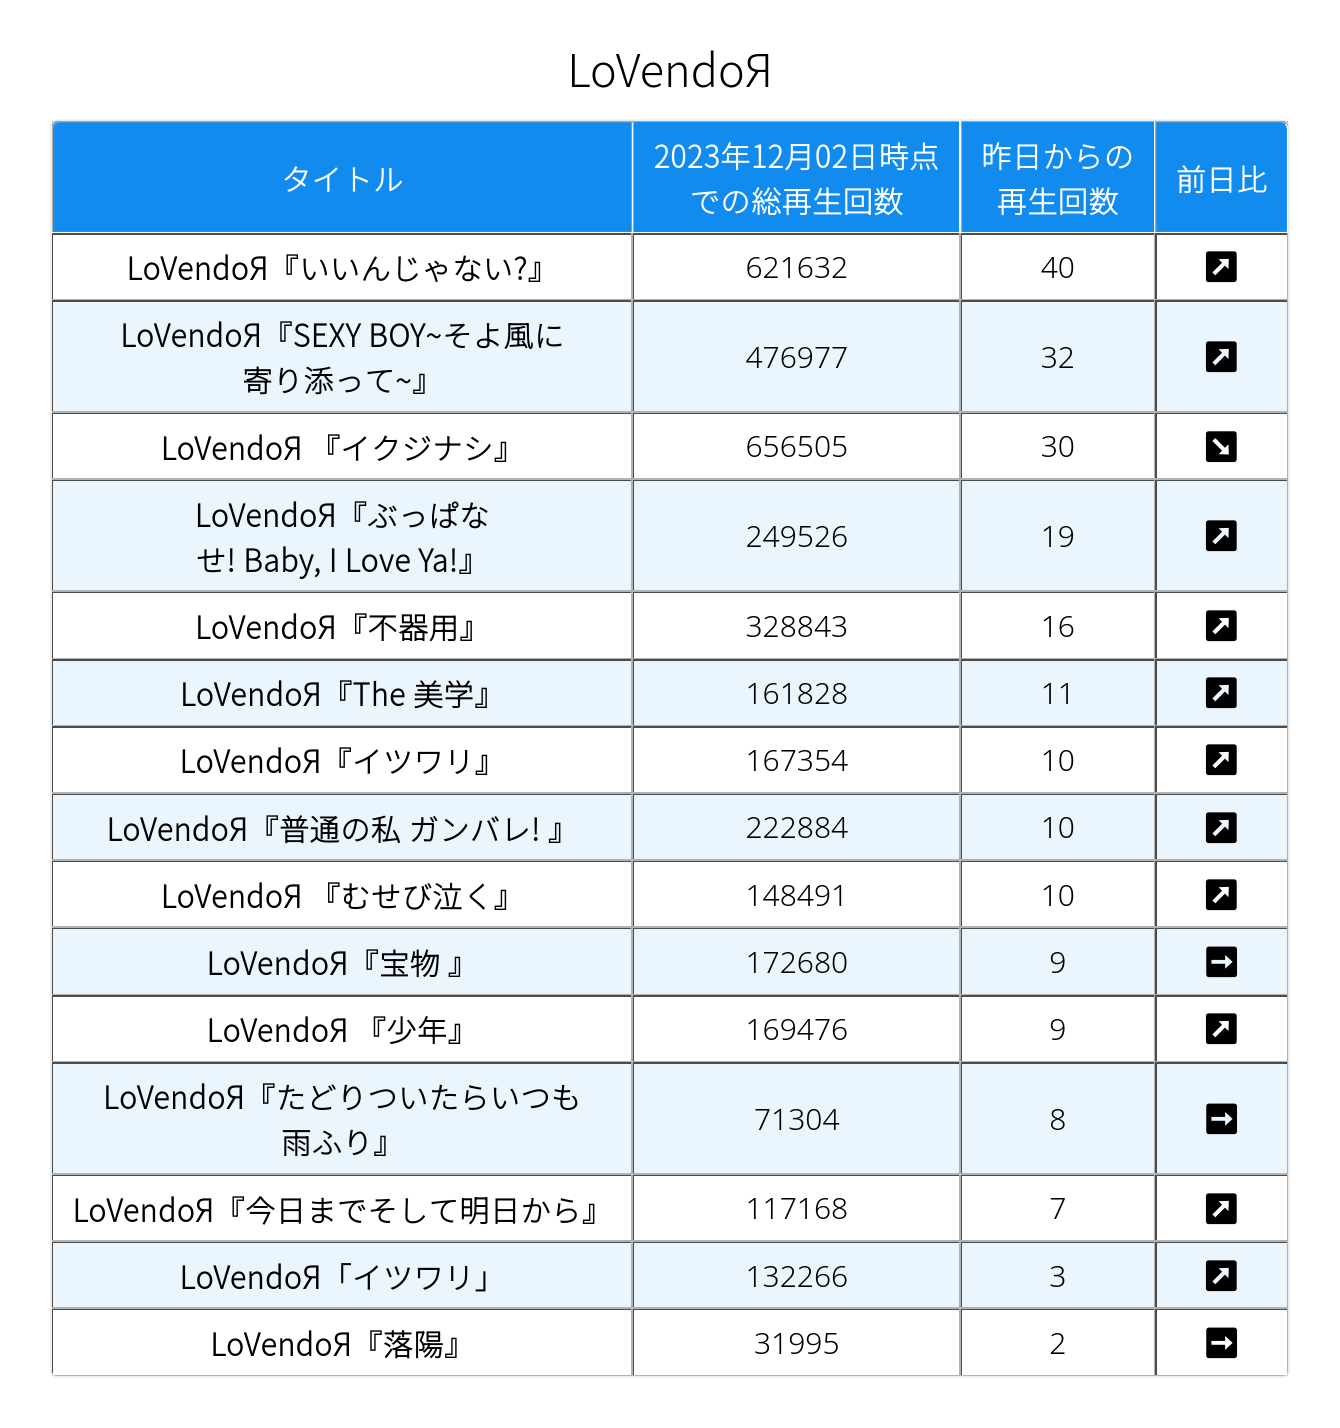 LoVendoЯ
タイトル
2023年12月02日時点
での総再生回数
昨日からの
再生回数
前日比
LoVendoЯ『いいんじゃない?』
621632
40
LoVendoЯ『SEXY BOY~そよ風に
寄り添って~』
476977
32
LoVendoЯ 『イクジナシ』
656505
30
LoVendoЯ『ぶっぱな
せ! Baby, I Love Ya!』
249526
19
LoVendoЯ『不器用』
328843
16
LoVendoЯ『The 美学』
161828
11
LoVendoЯ『イツワリ』
167354
10
LoVendoЯ『普通の私 ガンバレ! 』
222884
10
LoVendoЯ 『むせび泣く』
148491
10
LoVendoЯ『宝物 』
172680
9
LoVendoЯ 『少年』
169476
9
LoVendoЯ『たどりついたらいつも
雨ふり』
71304
8
LoVendoЯ『今日までそして明日から』
117168
7
LoVendoЯ「イツワリ」
132266
3
LoVendoЯ『落陽』
31995
2